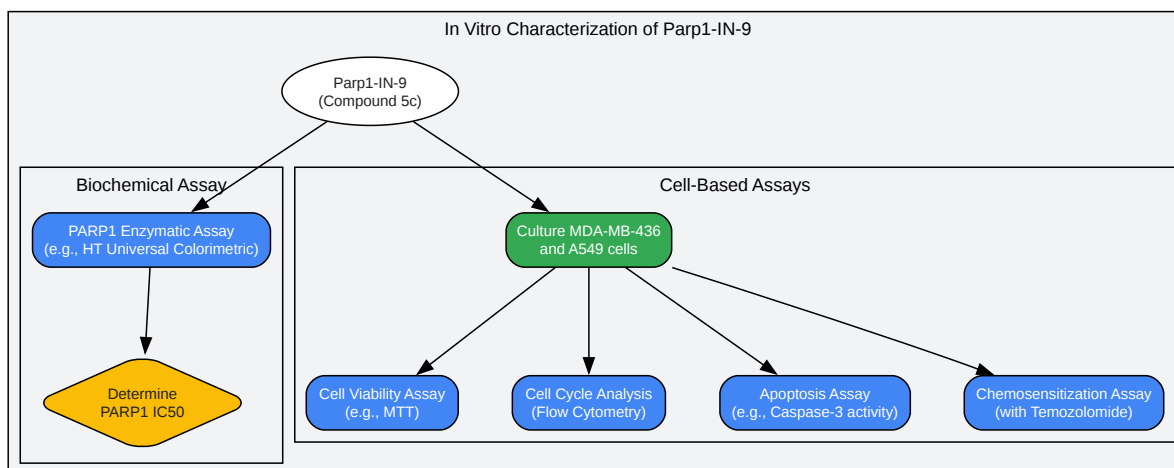 In Vitro Characterization of Parp1-IN-9
Parp1-IN-9
(Compound 5c)
Biochemical Assay
Cell-Based Assays
PARP1 Enzymatic Assay
(e.g., HT Universal Colorimetric)
Culture MDA-MB-436
and A549 cells
Determine
PARP1 IC50
Cell Viability Assay
(e.g., MTT)
Cell Cycle Analysis
(Flow Cytometry)
Apoptosis Assay
(e.g., Caspase-3 activity)
Chemosensitization Assay
(with Temozolomide)